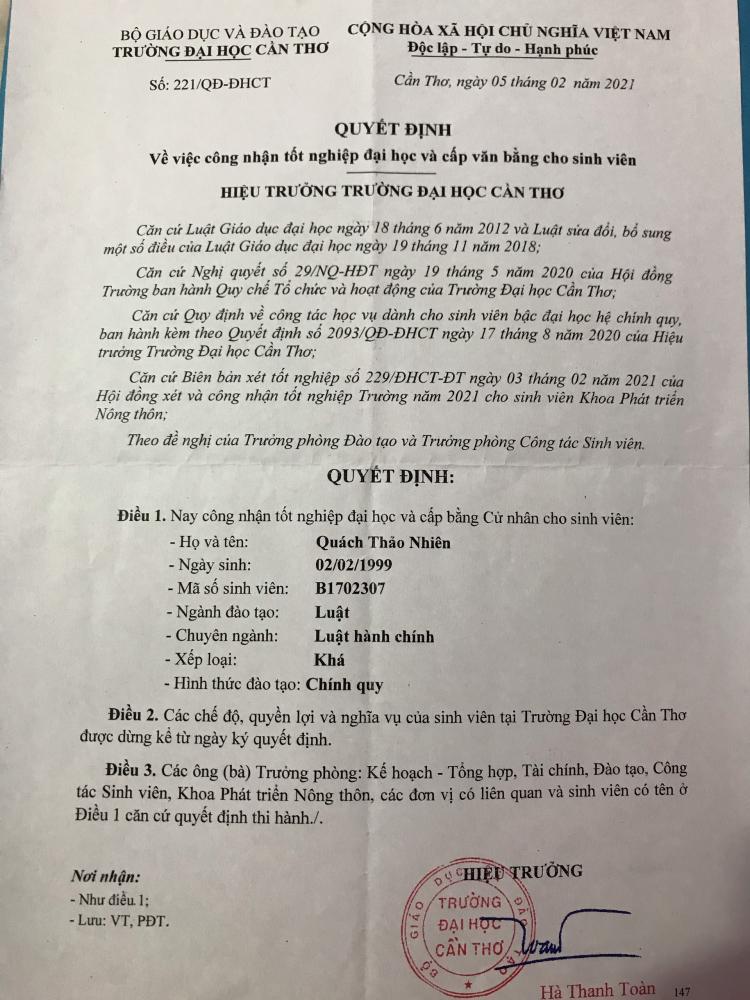 BỘ GIÁO DỤC VÀ ĐÀO TẠO
TRƯỜNG ĐẠI HỌC CẦN THƠ
Số: 221/QĐ-ĐHCT
CỘNG HÒA XÃ HỘI CHỦ NGHĨA VIỆT NAM
Độc lập - Tự do - Hạnh phúc
Cần Thơ, ngày 05 tháng 02 năm 2021
QUYẾT ĐỊNH
Về việc công nhận tốt nghiệp đại học và cấp văn bằng cho sinh viên
HIỆU TRƯỞNG TRƯỜNG ĐẠI HỌC CẦN THƠ
Căn cứ Luật Giáo dục đại học ngày 18 tháng 6 năm 2012 và Luật sửa đổi, bổ sung
một số điều của Luật Giáo dục đại học ngày 19 tháng 11 năm 2018;
Căn cứ Nghị quyết số 29/NQ-HĐT ngày 19 tháng 5 năm 2020 của Hội đồng
Trường ban hành Quy chế Tổ chức và hoạt động của Trường Đại học Cần Thơ;
Căn cứ Quy định về công tác học vụ dành cho sinh viên bậc đại học hệ chính quy,
ban hành kèm theo Quyết định số 2093/QĐ-ĐHCT ngày 17 tháng 8 năm 2020 của Hiệu
trưởng Trường Đại học Cần Thơ;
Căn cứ Biên bản xét tốt nghiệp số 229/ĐHCT-ĐT ngày 03 tháng 02 năm 2021 của
Hội đồng xét và công nhận tốt nghiệp Trường năm 2021 cho sinh viên Khoa Phát triển
Nông thôn;
Theo đề nghị của Trưởng phòng Đào tạo và Trưởng phòng Công tác Sinh viên.
QUYẾT ĐỊNH:
Điều 1. Nay công nhận tốt nghiệp đại học và cấp bằng Cử nhân cho sinh viên:
- Họ và tên: Quách Thảo Nhiên
- Ngày sinh: 02/02/1999
- Mã số sinh viên: B1702307
- Ngành đào tạo: Luật
- Chuyên ngành: Luật hành chính
- Xếp loại: Khá
- Hình thức đào tạo: Chính quy
Điều 2. Các chế độ, quyền lợi và nghĩa vụ của sinh viên tại Trường Đại học Cần Thơ
được dừng kể từ ngày ký quyết định.
Điều 3. Các ông (bà) Trưởng phòng: Kế hoạch - Tổng hợp, Tài chính, Đào tạo, Công
tác Sinh viên, Khoa Phát triển Nông thôn, các đơn vị có liên quan và sinh viên có tên ở
Điều 1 căn cứ quyết định thi hành./.
Nơi nhận:
- Như điều 1;
- Lưu: VT, PĐT.
HIỆU TRƯỞNG
BỘ GIÁO DỤC ĐÀO TẠO
TRƯỜNG
ĐẠI HỌC
CẦN THƠ
Hà Thanh Toàn
147